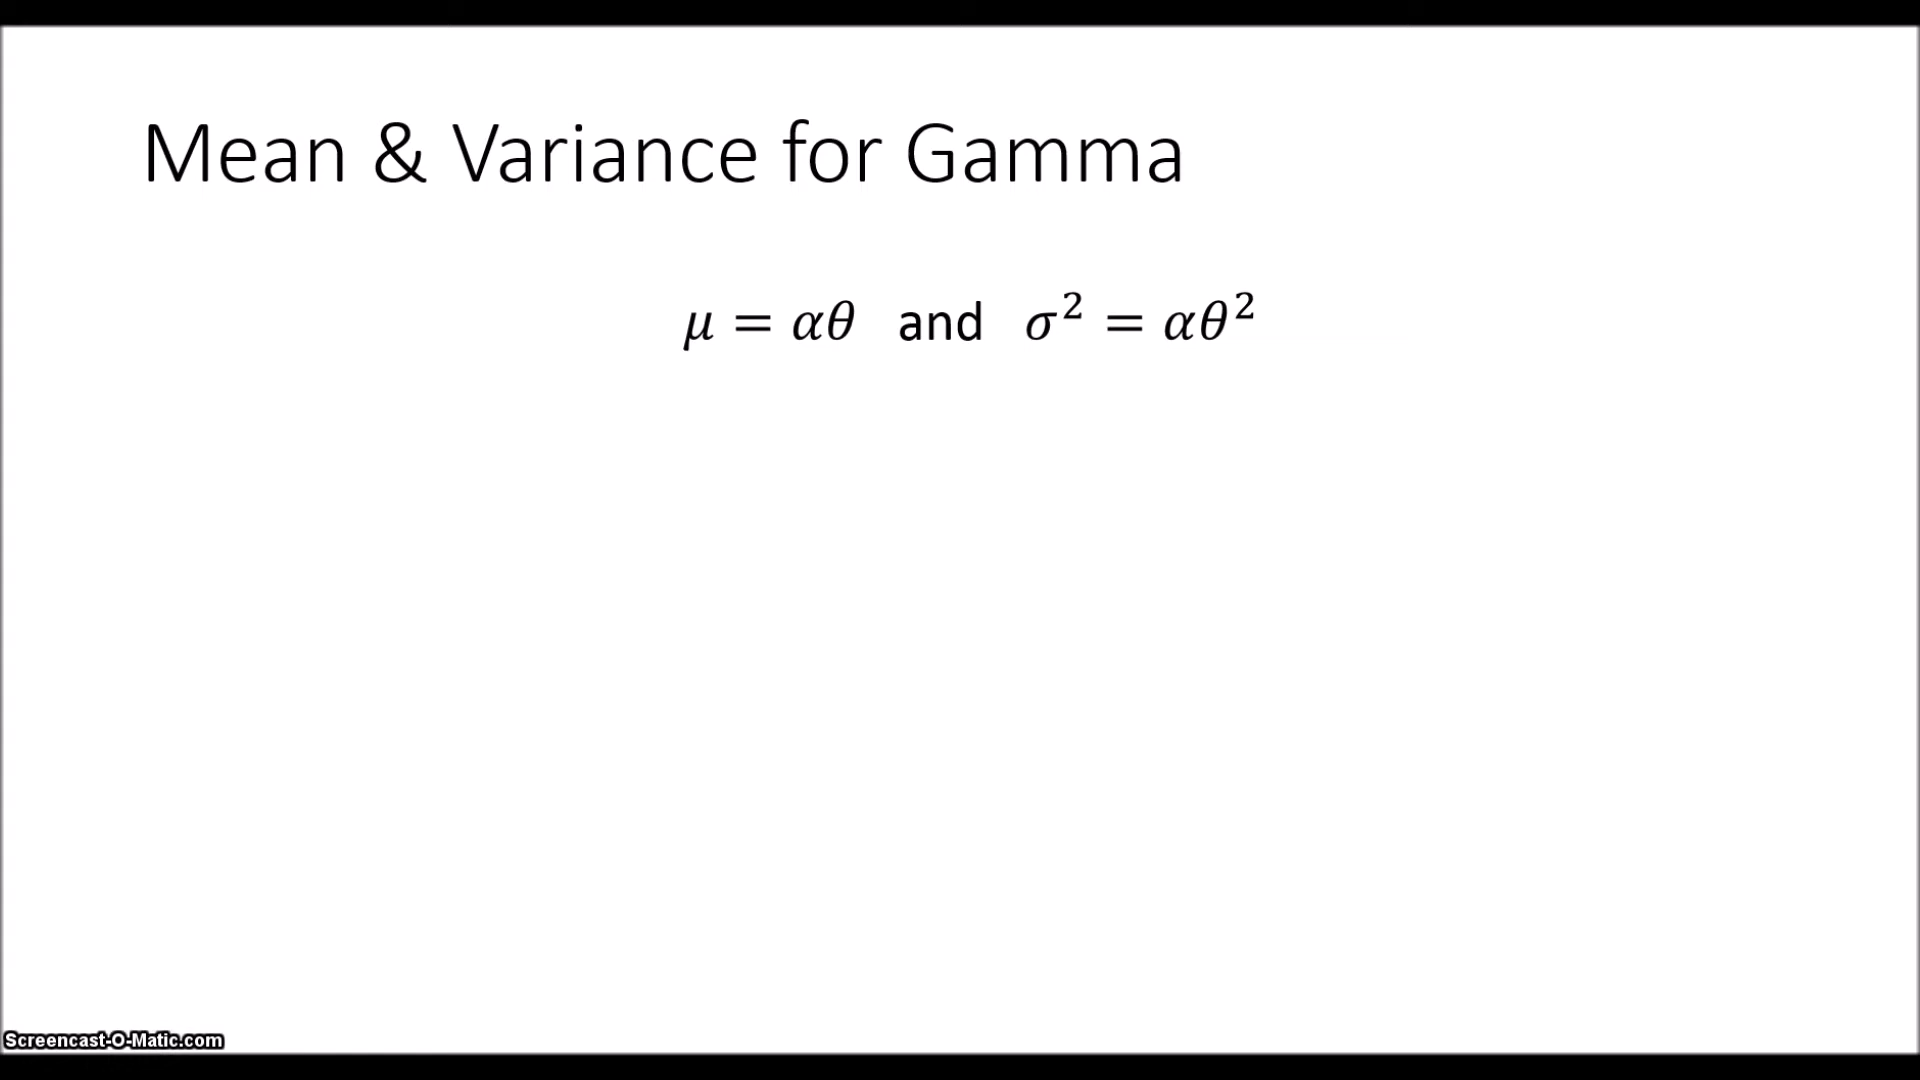 Mean & Variance for Gamma
𝜇 = 𝛼𝜃 and 𝜎² = 𝛼𝜃²
Screencast-O-Matic.com